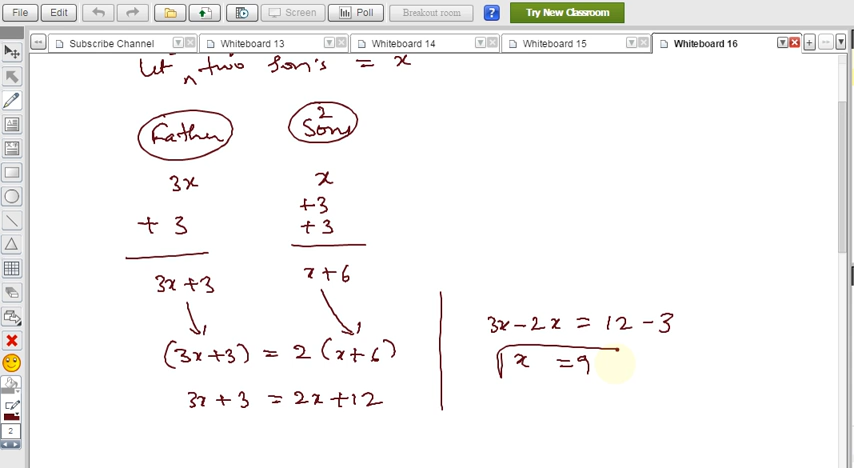 File Edit Screen Poll Breakout room Try New Classroom
Subscribe Channel Whiteboard 13 Whiteboard 14 Whiteboard 15 Whiteboard 16
Let two Son's = x
Father 2 Sons
3x x
+3
+ 3 +3
3x+3 x+6
(3x+3) = 2 (x+6)
3x+3 = 2x+12
3x-2x = 12-3
x =9
2